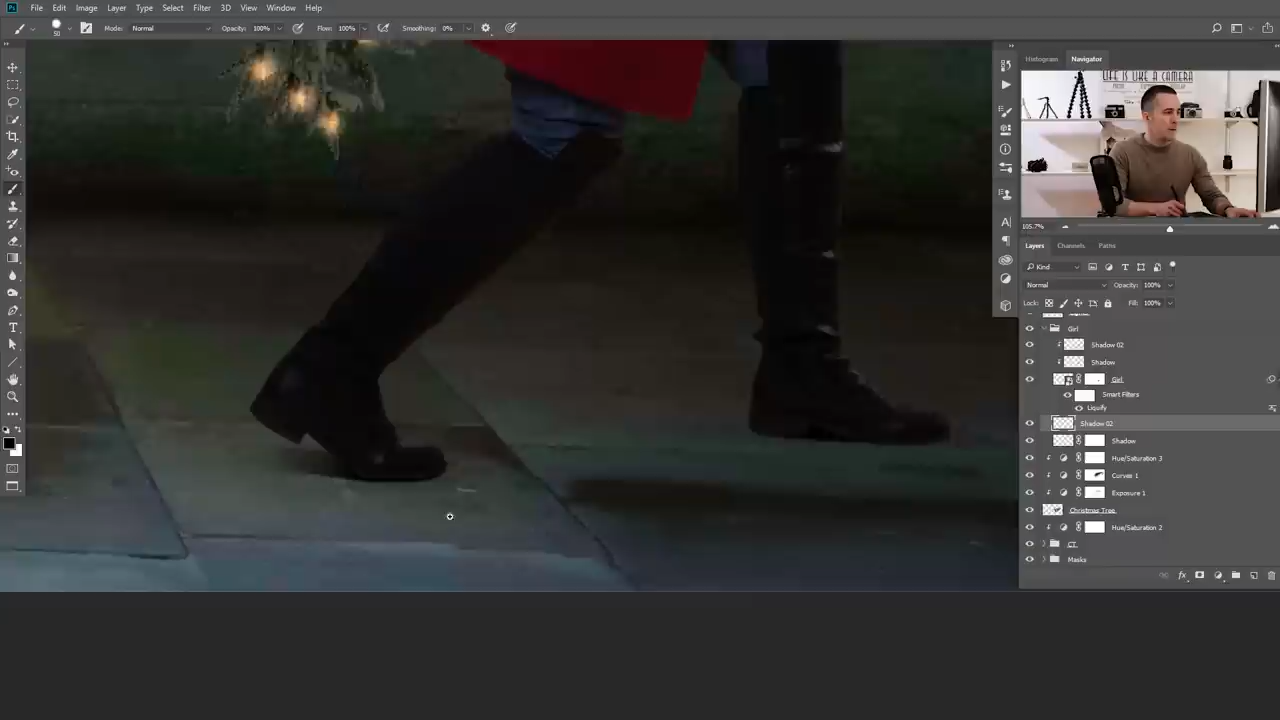 File Edit Image Layer Type Select Filter 3D View Window Help
50 Mode: Normal Opacity: 100% Flow: 100% Smoothing: 0%
Histogram Navigator
LIFE IS LIKE A CAMERA
105.7%
Layers Channels Paths
Kind
Normal Opacity: 100%
Lock: Fill: 100%
Girl
Shadow 02
Shadow
Girl
Smart Filters
Liquify
Shadow 02
Shadow
Hue/Saturation 3
Curves 1
Exposure 1
Christmas Tree
Hue/Saturation 2
CT
Masks